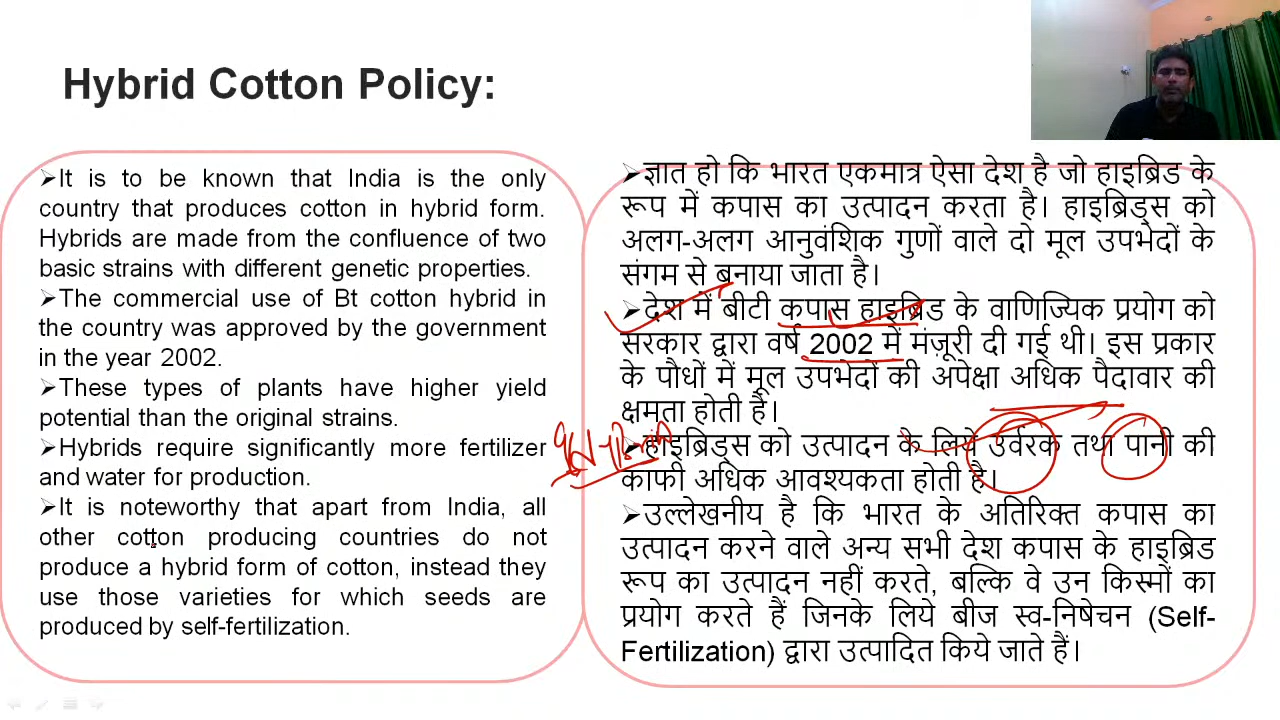 Hybrid Cotton Policy:
➢It is to be known that India is the only
country that produces cotton in hybrid form.
Hybrids are made from the confluence of two
basic strains with different genetic properties.
➢The commercial use of Bt cotton hybrid in
the country was approved by the government
in the year 2002.
➢These types of plants have higher yield
potential than the original strains.
➢Hybrids require significantly more fertilizer
and water for production.
➢It is noteworthy that apart from India, all
other cotton producing countries do not
produce a hybrid form of cotton, instead they
use those varieties for which seeds are
produced by self-fertilization.
➢ज्ञात हो कि भारत एकमात्र ऐसा देश है जो हाइब्रिड के
रूप में कपास का उत्पादन करता है। हाइब्रिड्स को
अलग-अलग आनुवंशिक गुणों वाले दो मूल उपभेदों के
संगम से बनाया जाता है।
➢देश में बीटी कपास हाइब्रिड के वाणिज्यिक प्रयोग को
सरकार द्वारा वर्ष 2002 में मंज़ूरी दी गई थी। इस प्रकार
के पौधों में मूल उपभेदों की अपेक्षा अधिक पैदावार की
क्षमता होती है।
➢हाइब्रिड्स को उत्पादन के लिये उर्वरक तथा पानी की
काफी अधिक आवश्यकता होती है।
➢उल्लेखनीय है कि भारत के अतिरिक्त कपास का
उत्पादन करने वाले अन्य सभी देश कपास के हाइब्रिड
रूप का उत्पादन नहीं करते, बल्कि वे उन किस्मों का
प्रयोग करते हैं जिनके लिये बीज स्व-निषेचन (Self-
Fertilization) द्वारा उत्पादित किये जाते हैं।